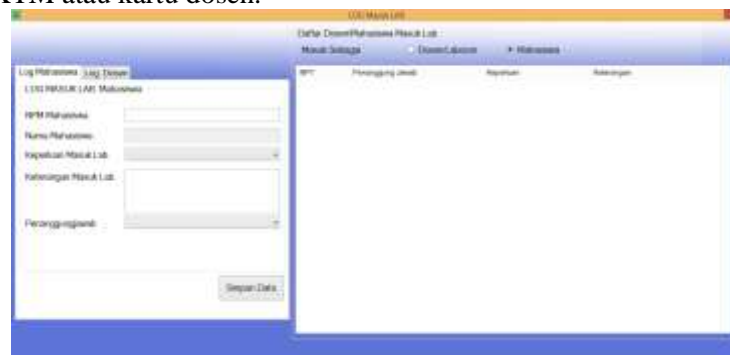 KTM atau kartu dosen.
LOG Masuk LAB
Daftar Dosen/Mahasiswa Masuk Lab
Masuk Sebagai Dosen/Laboran Mahasiswa
Log Mahasiswa Log Dosen
LOG MASUK LAB Mahasiswa
NPM Mahasiswa
Nama Mahasiswa
Keperluan Masuk Lab
Keterangan Masuk Lab
Penanggungjawab
Simpan Data
Penanggung Jawab Keperluan Keterangan